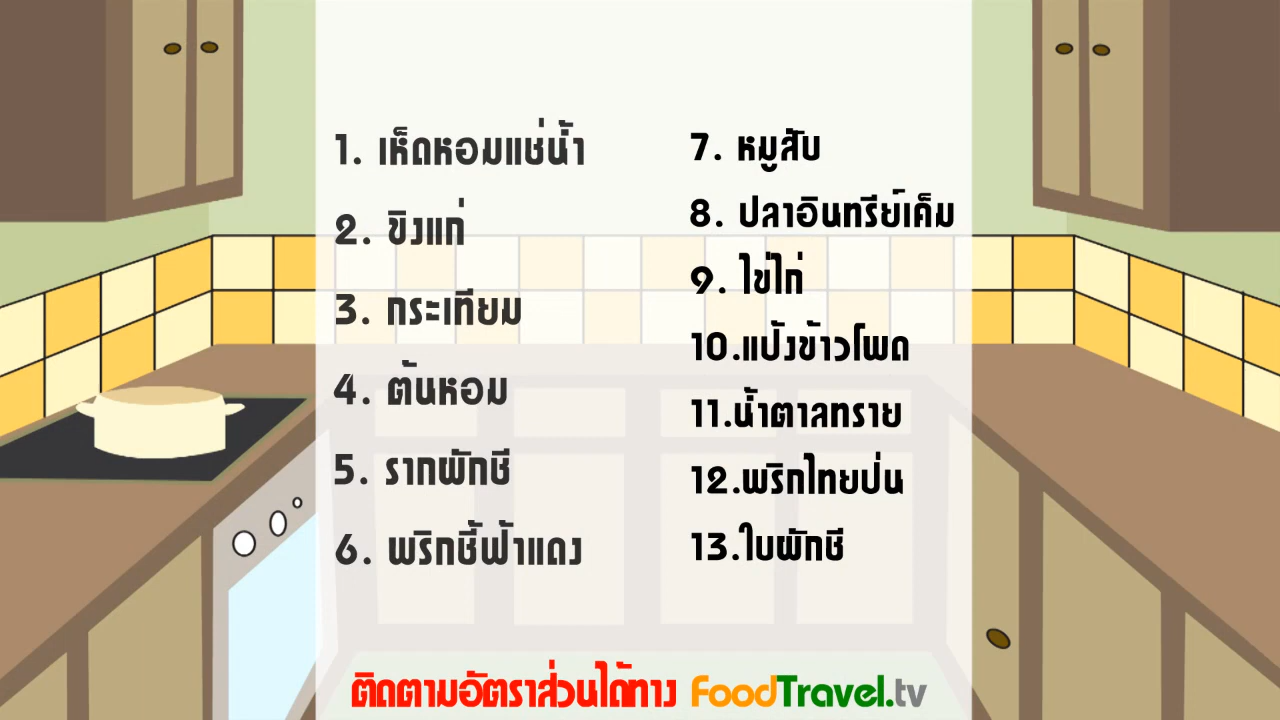 1. เห็ดหอมแช่น้ำ
2. ขิงแก่
3. กระเทียม
4. ต้นหอม
5. รากผักชี
6. พริกชี้ฟ้าแดง
7. หมูสับ
8. ปลาอินทรีย์เค็ม
9. ไข่ไก่
10.แป้งข้าวโพด
11.น้ำตาลทราย
12.พริกไทยป่น
13.ใบผักชี
ติดตามอัตราส่วนได้ทาง FoodTravel.tv